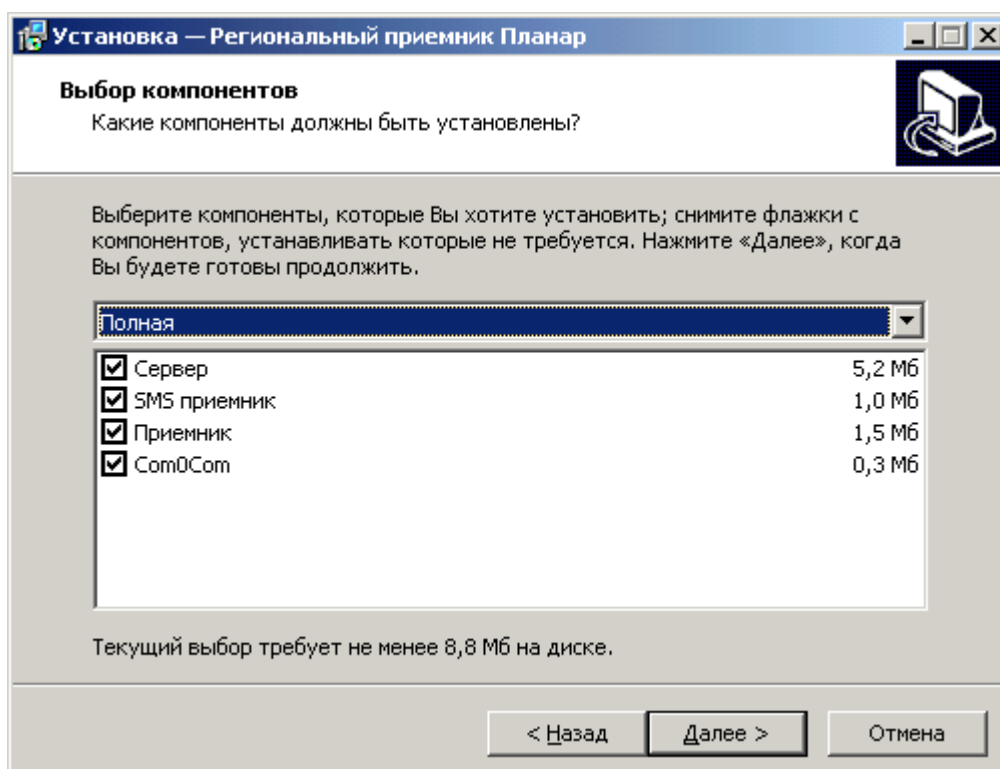 Установка — Региональный приемник Планар
Выбор компонентов
Какие компоненты должны быть установлены?
Выберите компоненты, которые Вы хотите установить; снимите флажки с
компонентов, устанавливать которые не требуется. Нажмите «Далее», когда
Вы будете готовы продолжить.
Полная
Сервер 5,2 Мб
SMS приемник 1,0 Мб
Приемник 1,5 Мб
Com0Com 0,3 Мб
Текущий выбор требует не менее 8,8 Мб на диске.
< Назад Далее > Отмена